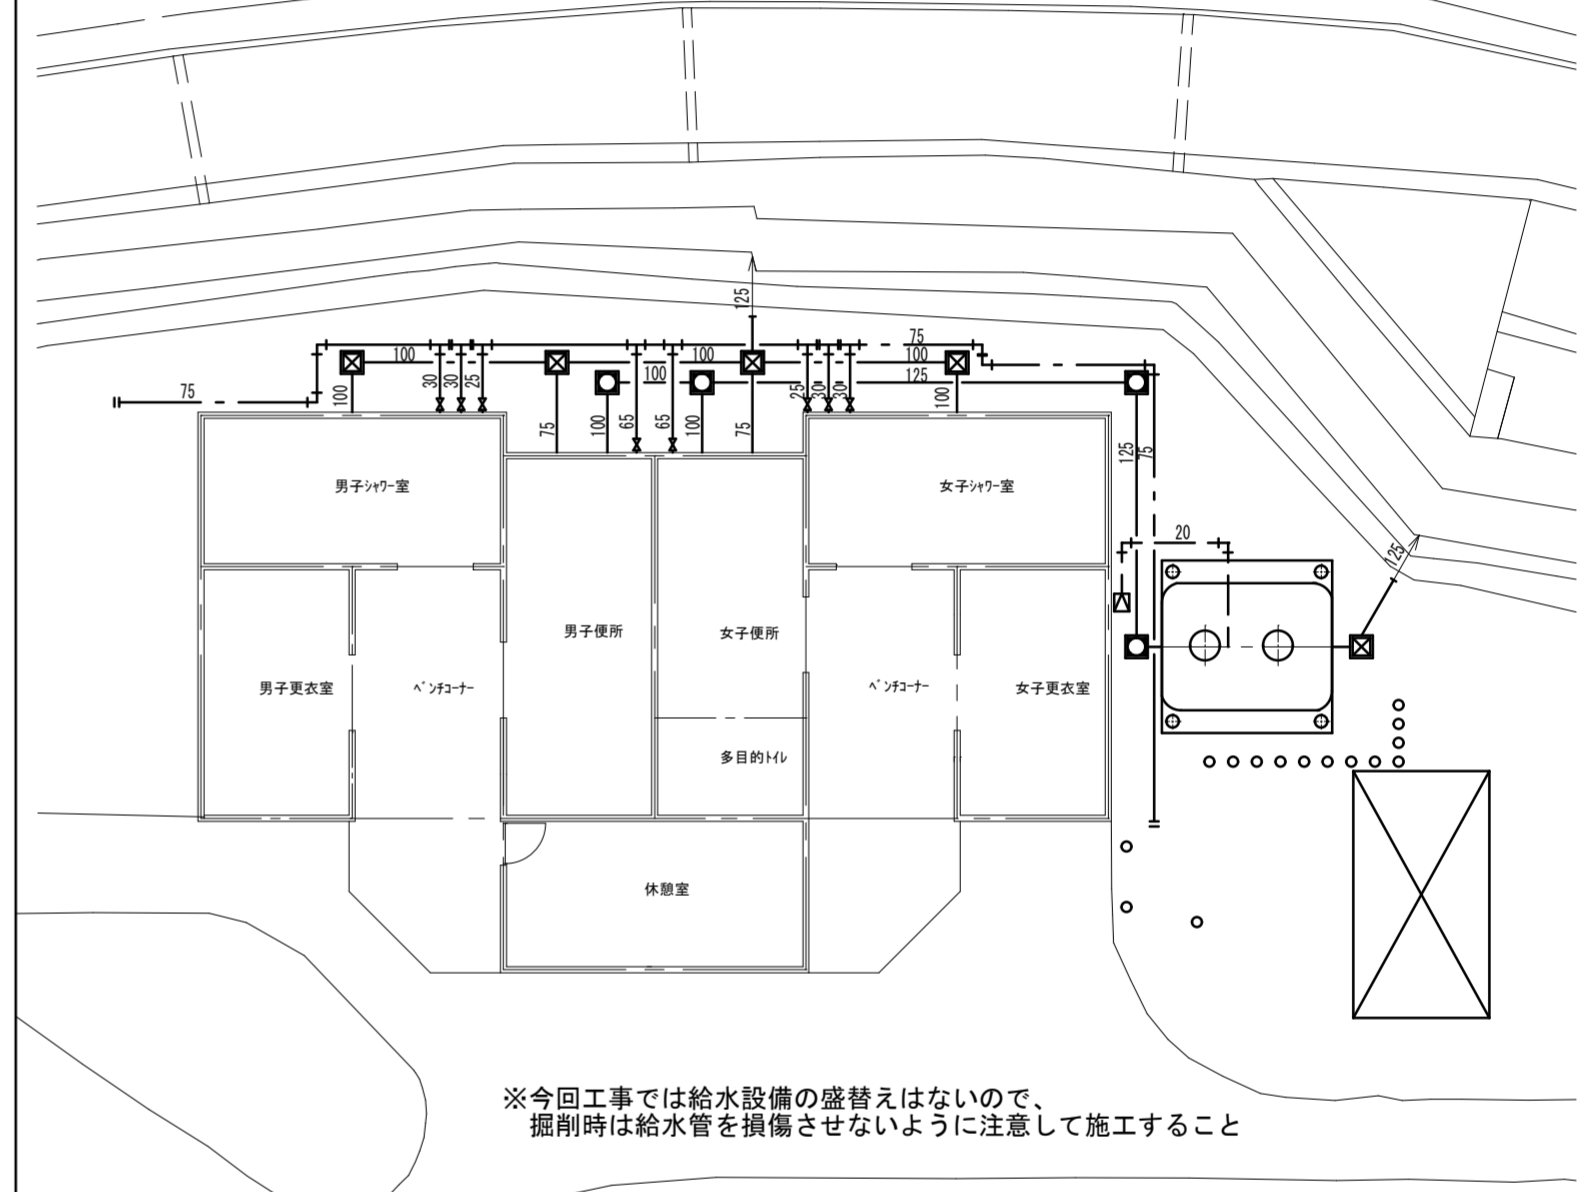 125
75
100
100
100
125
100
75
100
30
30
25
25
30
30
100
75
100
65
65
100
75
125
75
20
125
男子シャワー室
女子シャワー室
男子便所
女子便所
男子更衣室
ベンチコーナー
ベンチコーナー
女子更衣室
多目的トイレ
休憩室
※今回工事では給水設備の盛替えはないので、
掘削時は給水管を損傷させないように注意して施工すること